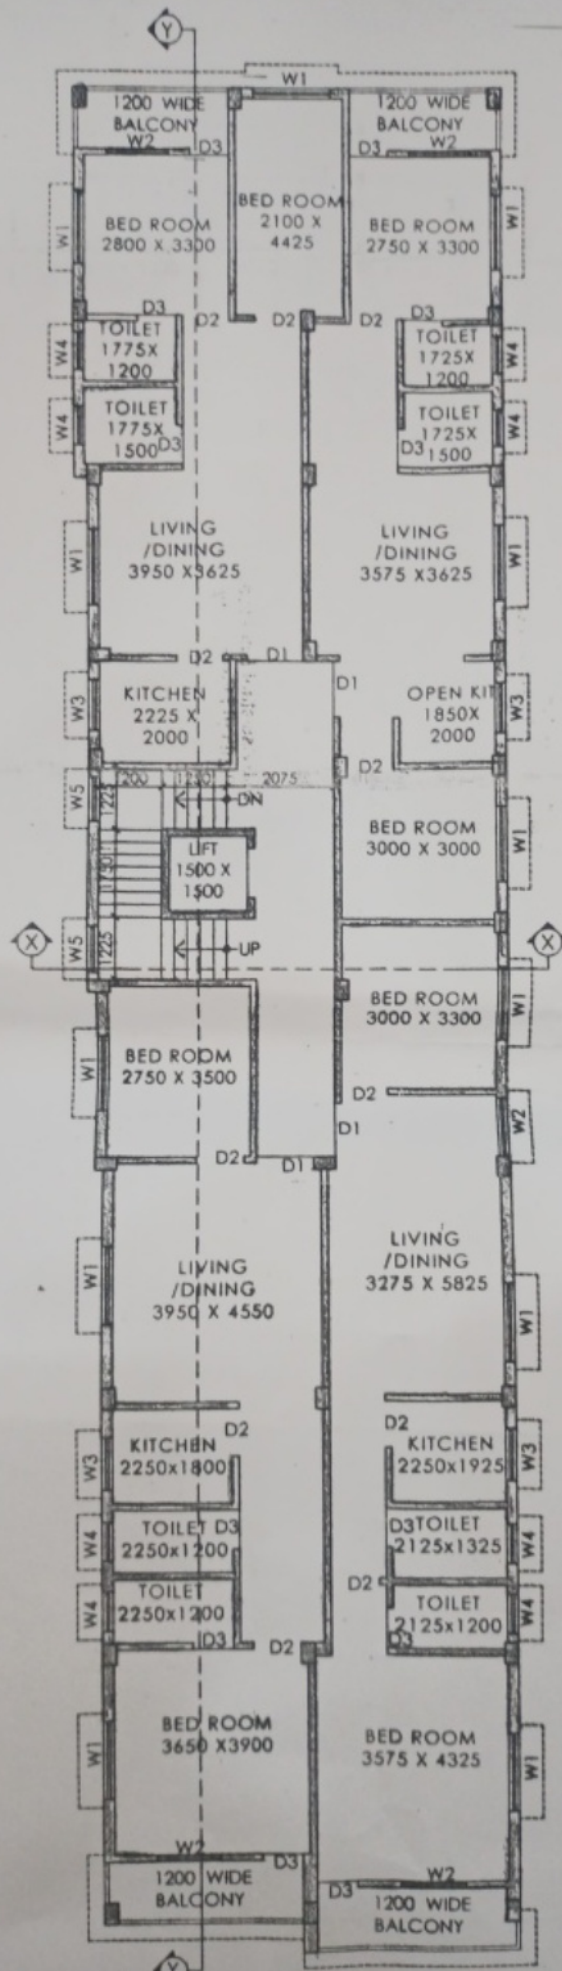 Y
W1
1200 WIDE
BALCONY
W2
D3
1200 WIDE
BALCONY
D3
W2
BED ROOM
2800 X 3300
BED ROOM
2100 X
4425
BED ROOM
2750 X 3300
W1
W1
D3
D2
D2
D2
D3
W4
TOILET
1775X
1200
TOILET
1725X
1200
W4
W4
TOILET
1775X
1500
D3
D3
TOILET
1725X
1500
W4
W1
LIVING
/DINING
3950 X3625
LIVING
/DINING
3575 X3625
W1
D2
D1
D1
W3
KITCHEN
2225 X
2000
OPEN KIT
1850X
2000
W3
D2
W5
1225
2075
DN
LIFT
1500 X
1500
BED ROOM
3000 X 3000
W1
X
W5
1225
UP
X
BED ROOM
3000 X 3300
W1
W1
BED ROOM
2750 X 3500
D2
W2
D2
D1
D1
W1
LIVING
/DINING
3950 X 4550
LIVING
/DINING
3275 X 5825
W1
D2
D2
W3
KITCHEN
2250x1800
KITCHEN
2250x1925
W3
W4
TOILET
2250x1200
D3
D3
TOILET
2125x1325
W4
W4
TOILET
2250x1200
D3
D2
D2
TOILET
2125x1200
D3
W4
W1
BED ROOM
3650 X3900
BED ROOM
3575 X 4325
W1
W2
D3
1200 WIDE
BALCONY
D3
W2
1200 WIDE
BALCONY
Y